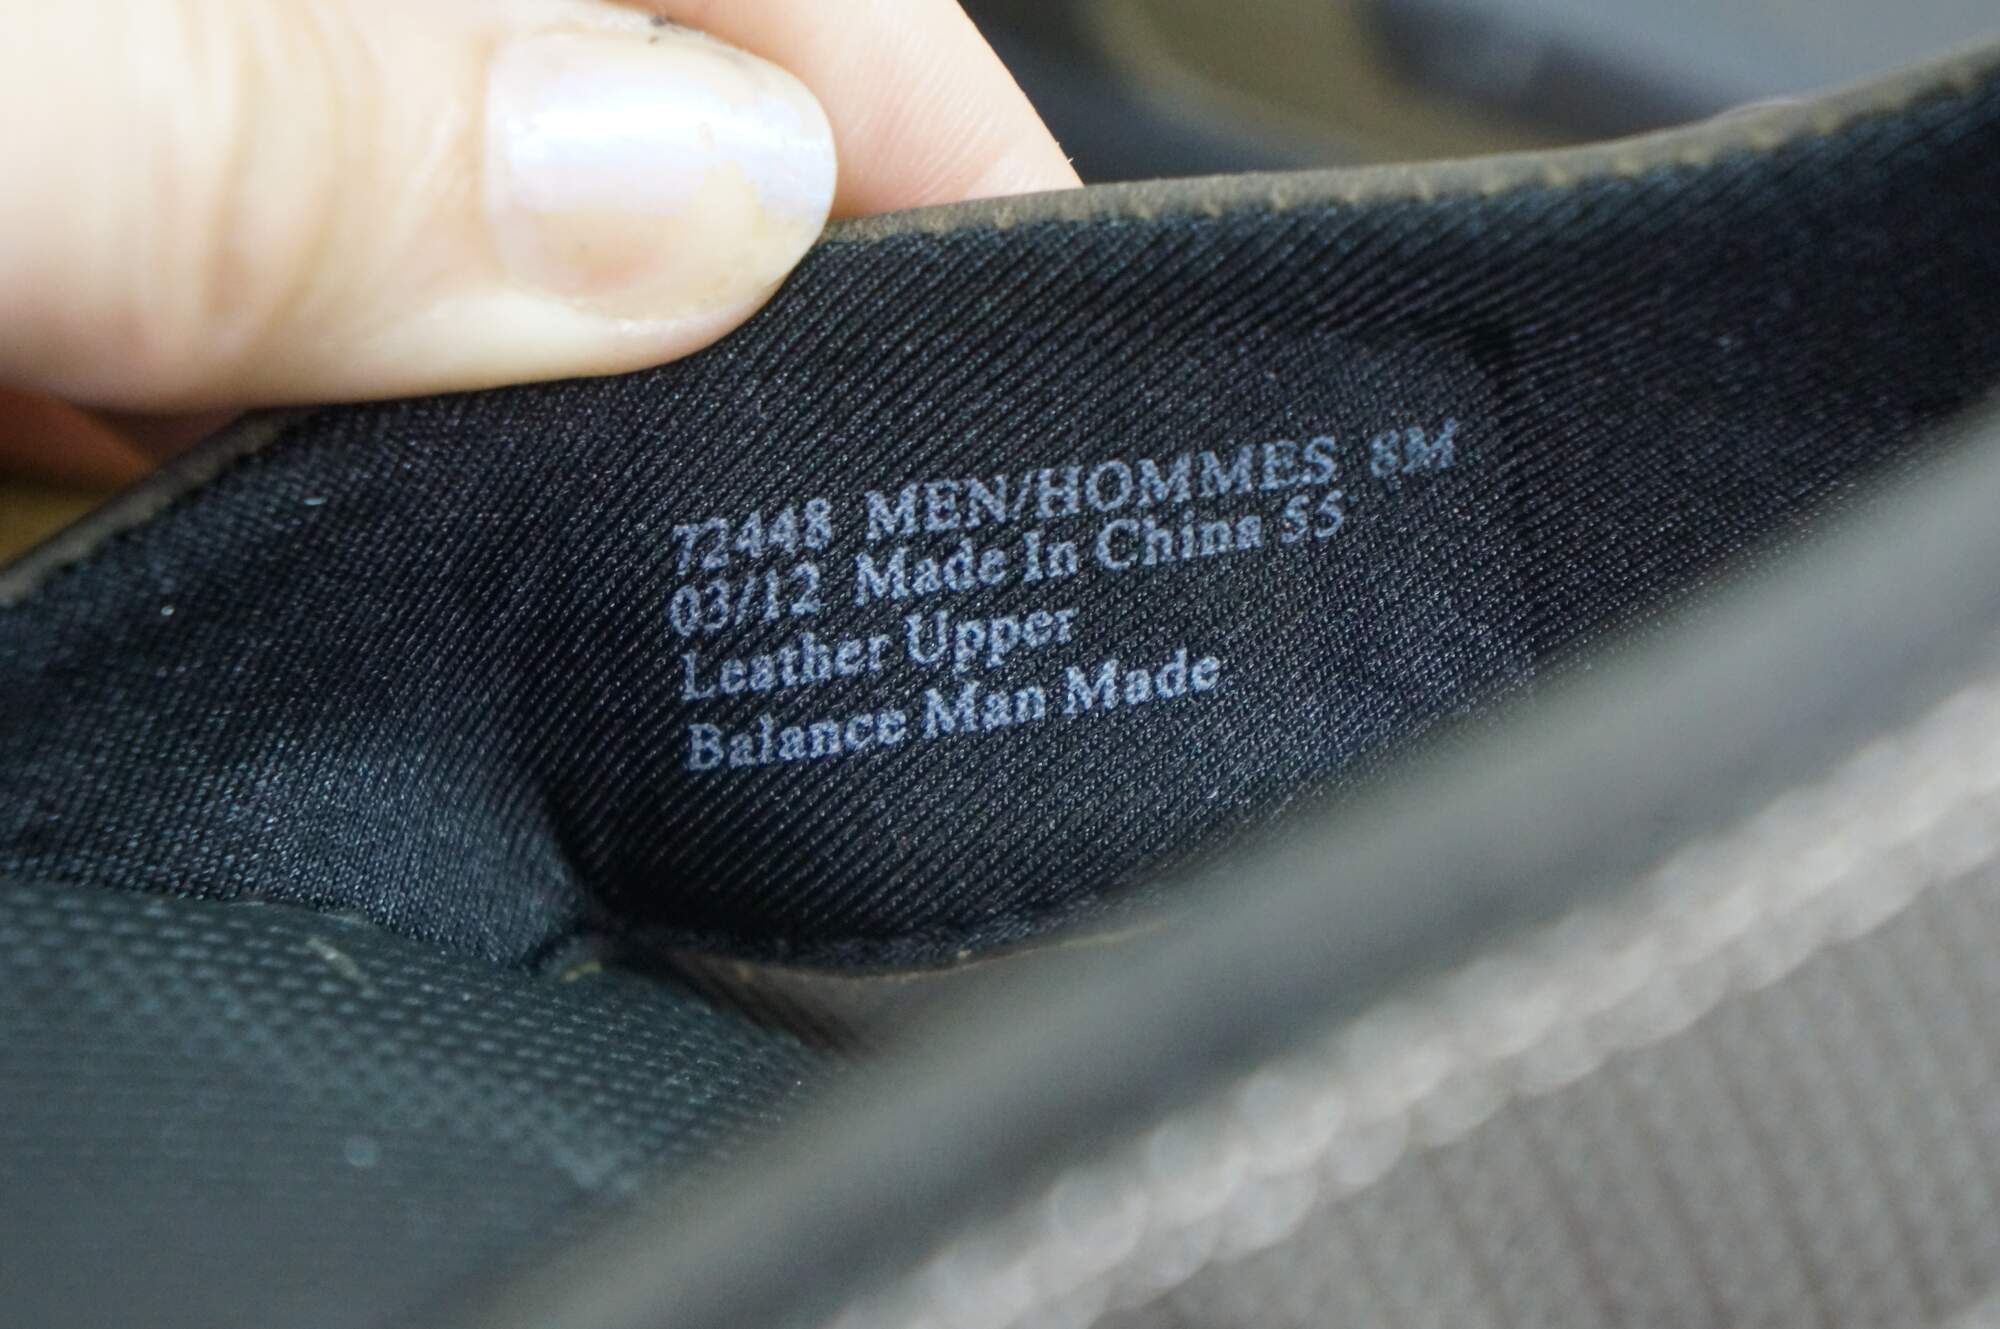 72448 MEN/HOMMES 8M
03/12 Made In China 55
Leather Upper
Balance Man Made